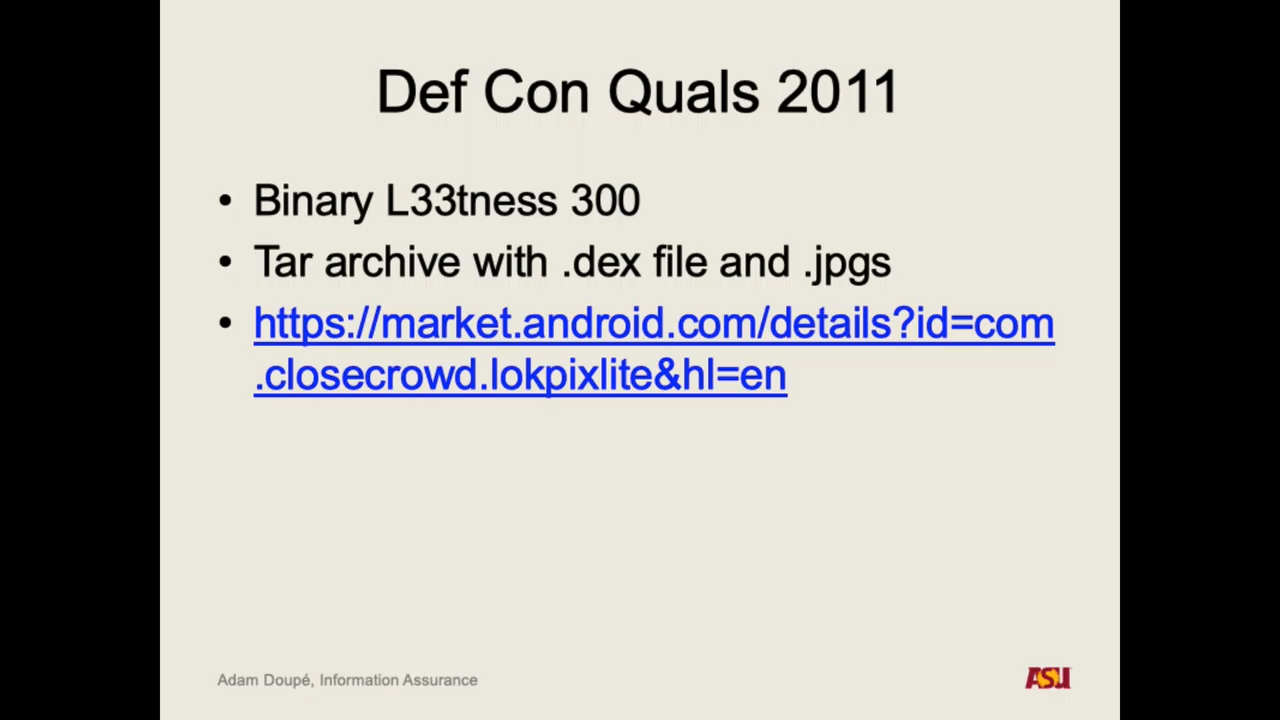 Def Con Quals 2011
• Binary L33tness 300
• Tar archive with .dex file and .jpgs
• https://market.android.com/details?id=com
.closecrowd.lokpixlite&hl=en
Adam Doupé, Information Assurance
ASU